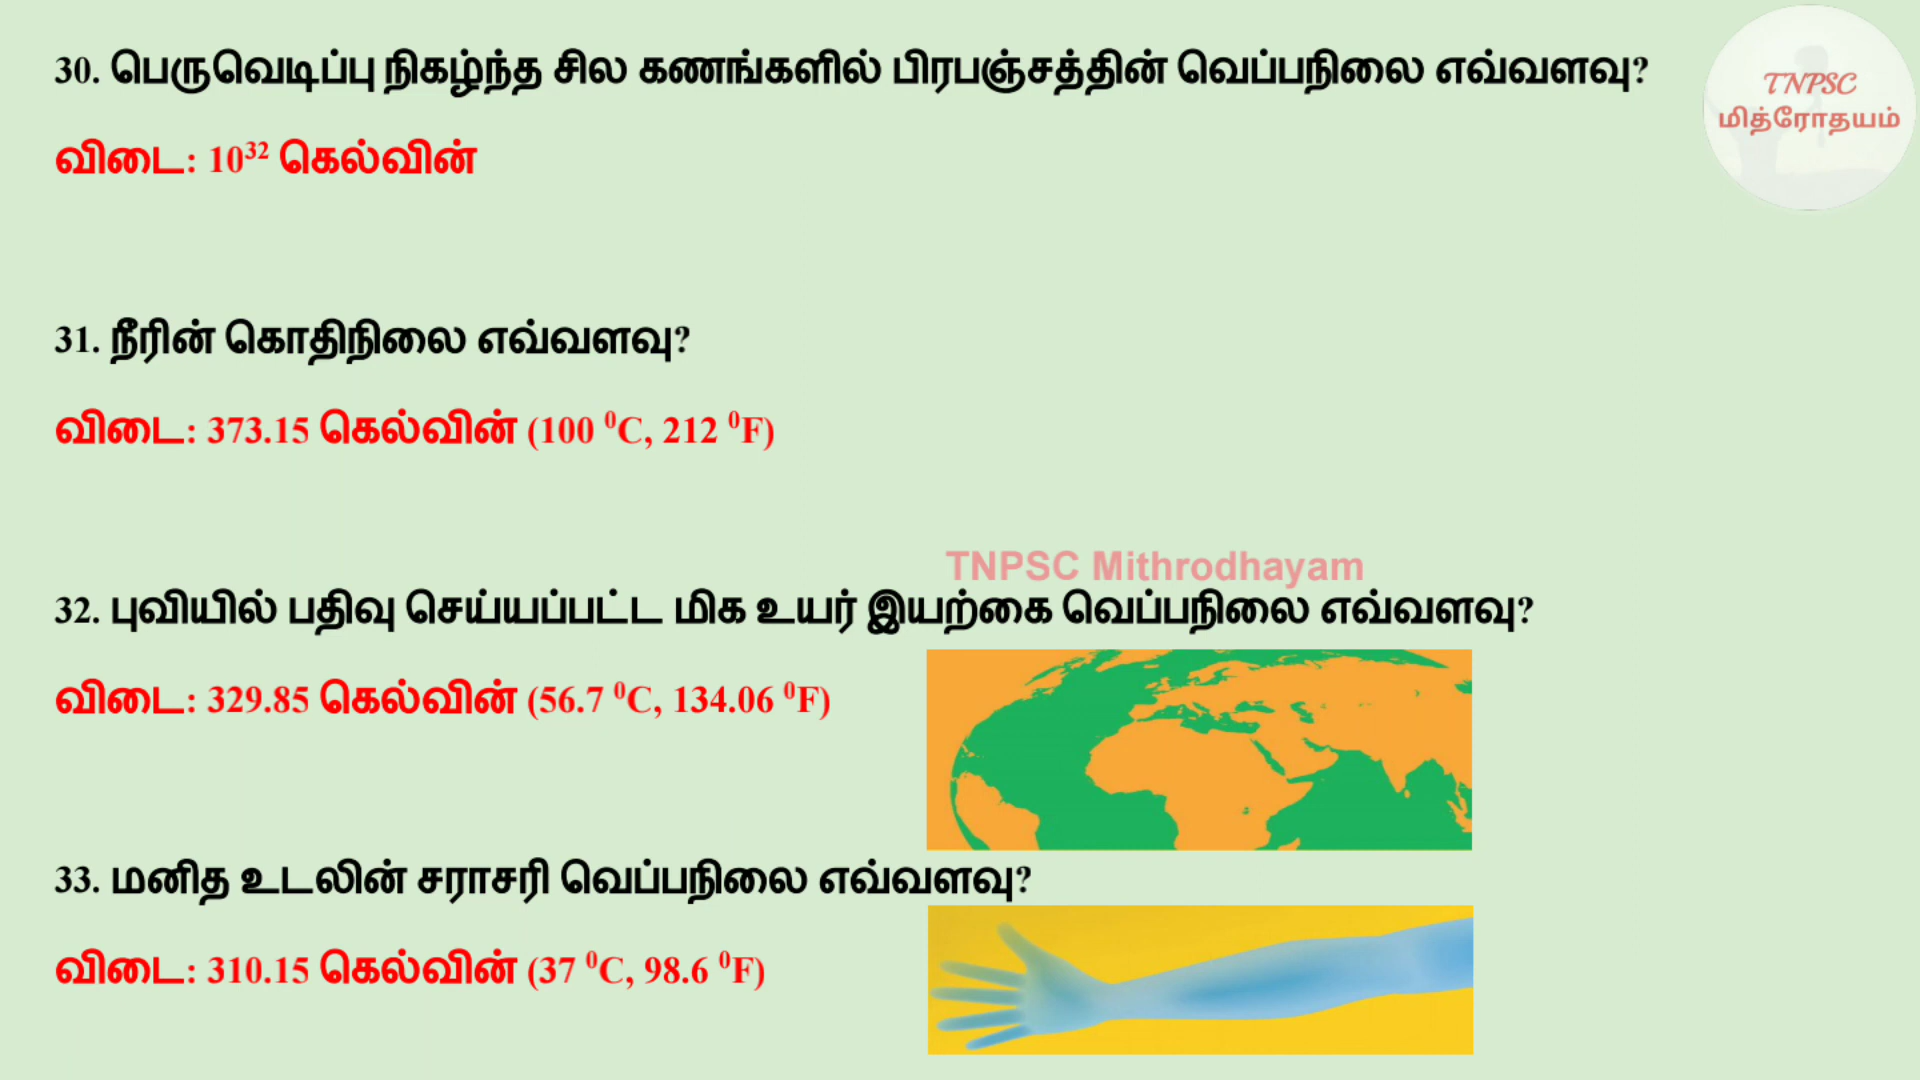 30. பெருவெடிப்பு நிகழ்ந்த சில கணங்களில் பிரபஞ்சத்தின் வெப்பநிலை எவ்வளவு?
TNPSC
மித்ரோதயம்
விடை: 10³² கெல்வின்
31. நீரின் கொதிநிலை எவ்வளவு?
விடை: 373.15 கெல்வின் (100 ⁰C, 212 ⁰F)
TNPSC Mithrodhayam
32. புவியில் பதிவு செய்யப்பட்ட மிக உயர் இயற்கை வெப்பநிலை எவ்வளவு?
விடை: 329.85 கெல்வின் (56.7 ⁰C, 134.06 ⁰F)
33. மனித உடலின் சராசரி வெப்பநிலை எவ்வளவு?
விடை: 310.15 கெல்வின் (37 ⁰C, 98.6 ⁰F)